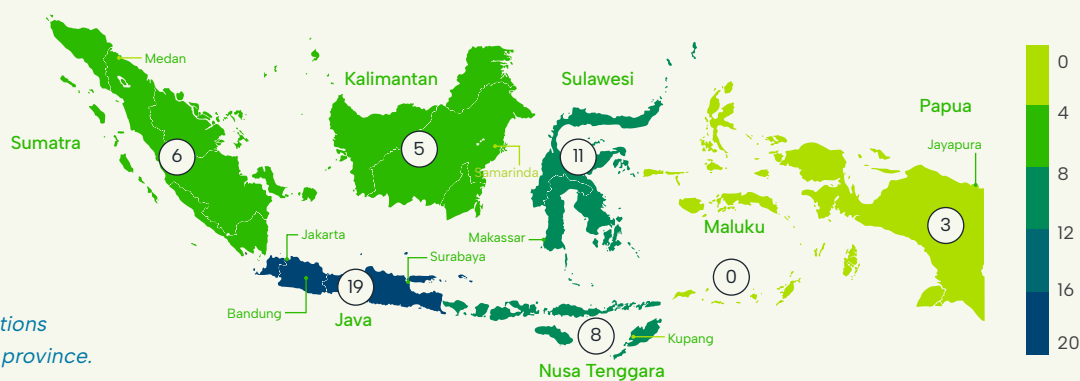 Medan
Kalimantan
Sulawesi
0
Papua
4
Sumatra
6
5
11
Jayapura
Samarinda
8
Jakarta
Makassar
Maluku
3
12
Surabaya
19
0
16
Bandung
Java
tions
8
Kupang
20
province.
Nusa Tenggara